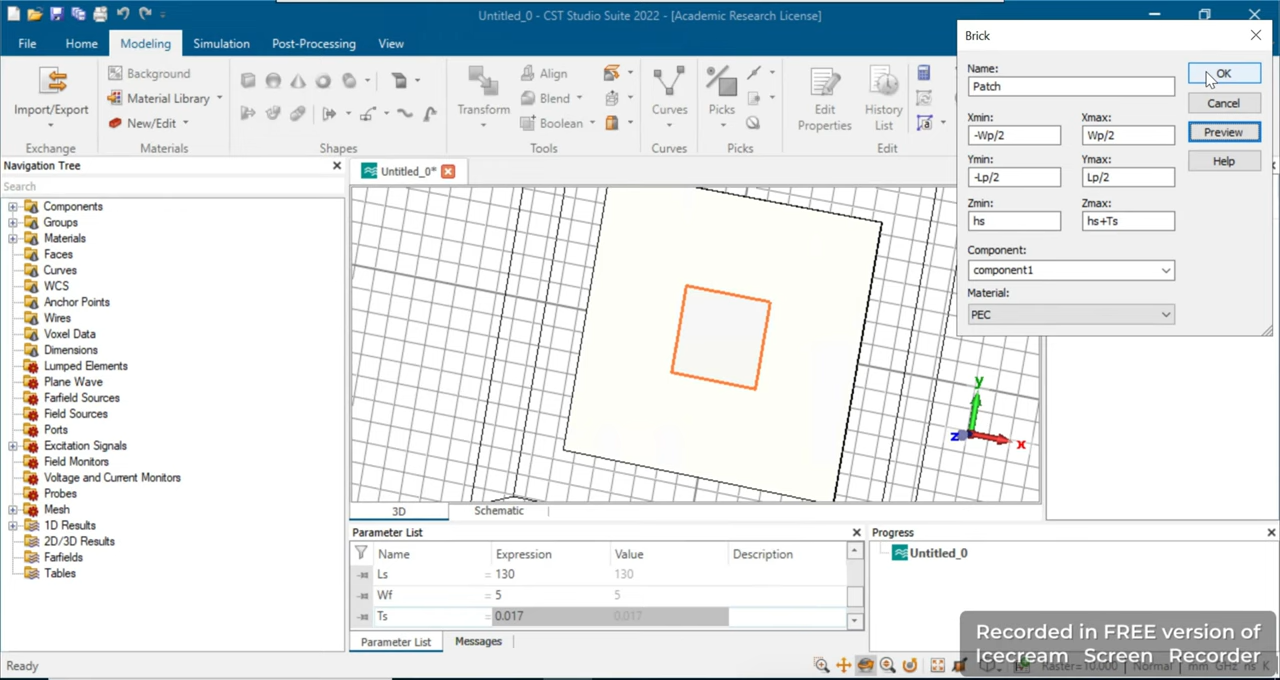 Untitled_0 - CST Studio Suite 2022 - [Academic Research License]
File Home Modeling Simulation Post-Processing View
Import/Export
Exchange
Background
Material Library
New/Edit
Materials
Shapes
Transform
Align
Blend
Boolean
Tools
Curves
Curves
Picks
Picks
Edit Properties
History List
Edit
Brick
Name:
Patch
OK
Cancel
Xmin: Xmax:
-Wp/2 Wp/2
Preview
Ymin: Ymax:
Help
-Lp/2 Lp/2
Zmin: Zmax:
hs hs+Ts
Component:
component1
Material:
PEC
Navigation Tree
Search
Components
Groups
Materials
Faces
Curves
WCS
Anchor Points
Wires
Voxel Data
Dimensions
Lumped Elements
Plane Wave
Farfield Sources
Field Sources
Ports
Excitation Signals
Field Monitors
Voltage and Current Monitors
Probes
Mesh
1D Results
2D/3D Results
Farfields
Tables
Untitled_0*
y
z
x
3D Schematic
Parameter List
Name Expression Value Description
Ls = 130 130
Wf = 5 5
Ts = 0.017 0.017
Parameter List Messages
Progress
Untitled_0
Recorded in FREE version of
Icecream Screen Recorder
Ready
Raster=10.000 Normal mm GHz ns K